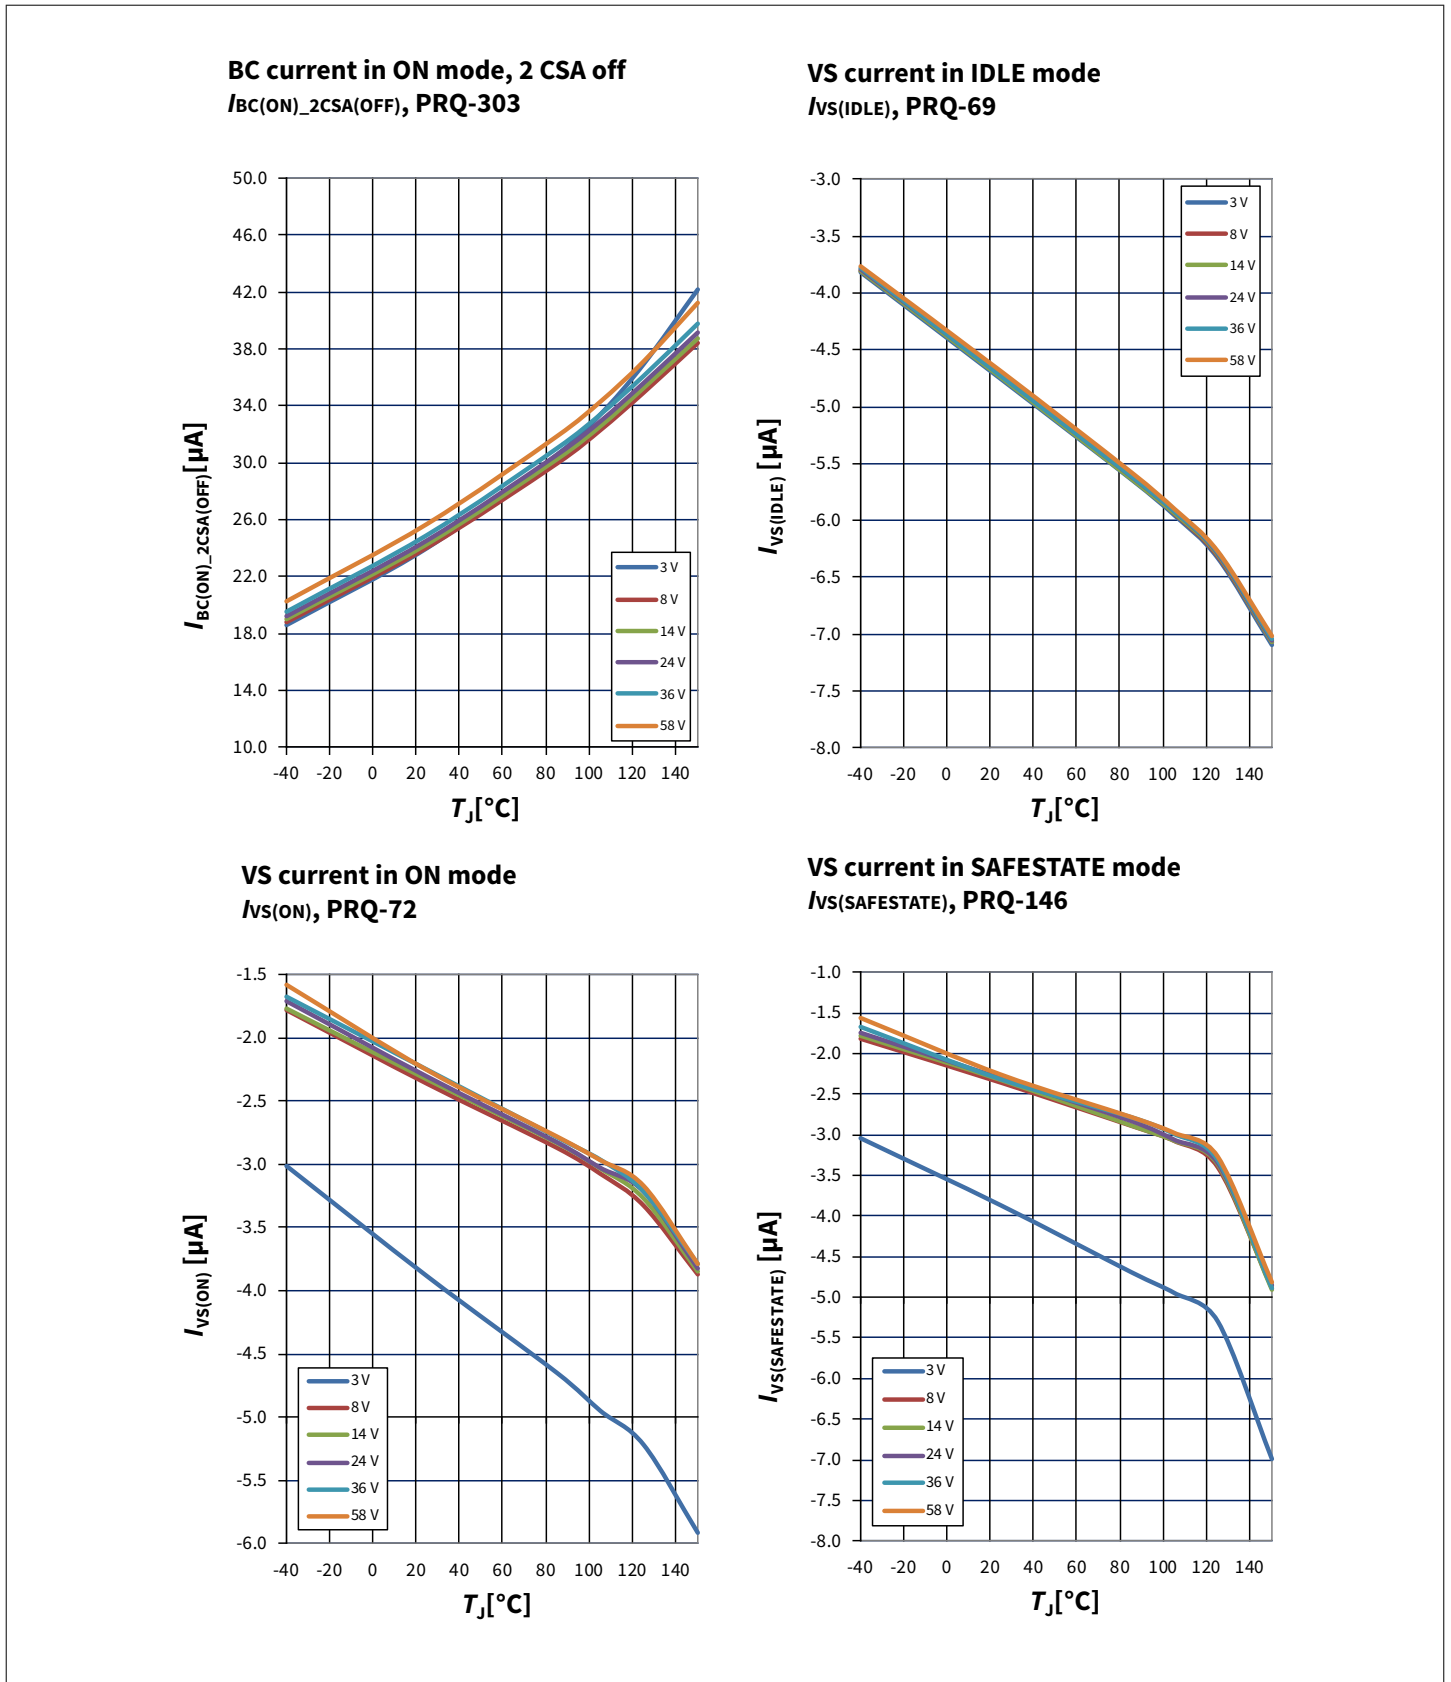 BC current in ON mode, 2 CSA off
IBC(ON)_2CSA(OFF), PRQ-303
50.0
46.0
42.0
38.0
34.0
30.0
26.0
22.0
18.0
14.0
10.0
IBC(ON)_2CSA(OFF) [µA]
3 V
8 V
14 V
24 V
36 V
58 V
-40 -20 0 20 40 60 80 100 120 140
TJ[°C]
VS current in IDLE mode
IVS(IDLE), PRQ-69
-3.0
-3.5
-4.0
-4.5
-5.0
-5.5
-6.0
-6.5
-7.0
-7.5
-8.0
IVS(IDLE) [µA]
3 V
8 V
14 V
24 V
36 V
58 V
-40 -20 0 20 40 60 80 100 120 140
TJ[°C]
VS current in ON mode
IVS(ON), PRQ-72
-1.5
-2.0
-2.5
-3.0
-3.5
-4.0
-4.5
-5.0
-5.5
-6.0
IVS(ON) [µA]
3 V
8 V
14 V
24 V
36 V
58 V
-40 -20 0 20 40 60 80 100 120 140
TJ[°C]
VS current in SAFESTATE mode
IVS(SAFESTATE), PRQ-146
-1.0
-1.5
-2.0
-2.5
-3.0
-3.5
-4.0
-4.5
-5.0
-5.5
-6.0
-6.5
-7.0
-7.5
-8.0
IVS(SAFESTATE) [µA]
3 V
8 V
14 V
24 V
36 V
58 V
-40 -20 0 20 40 60 80 100 120 140
TJ[°C]